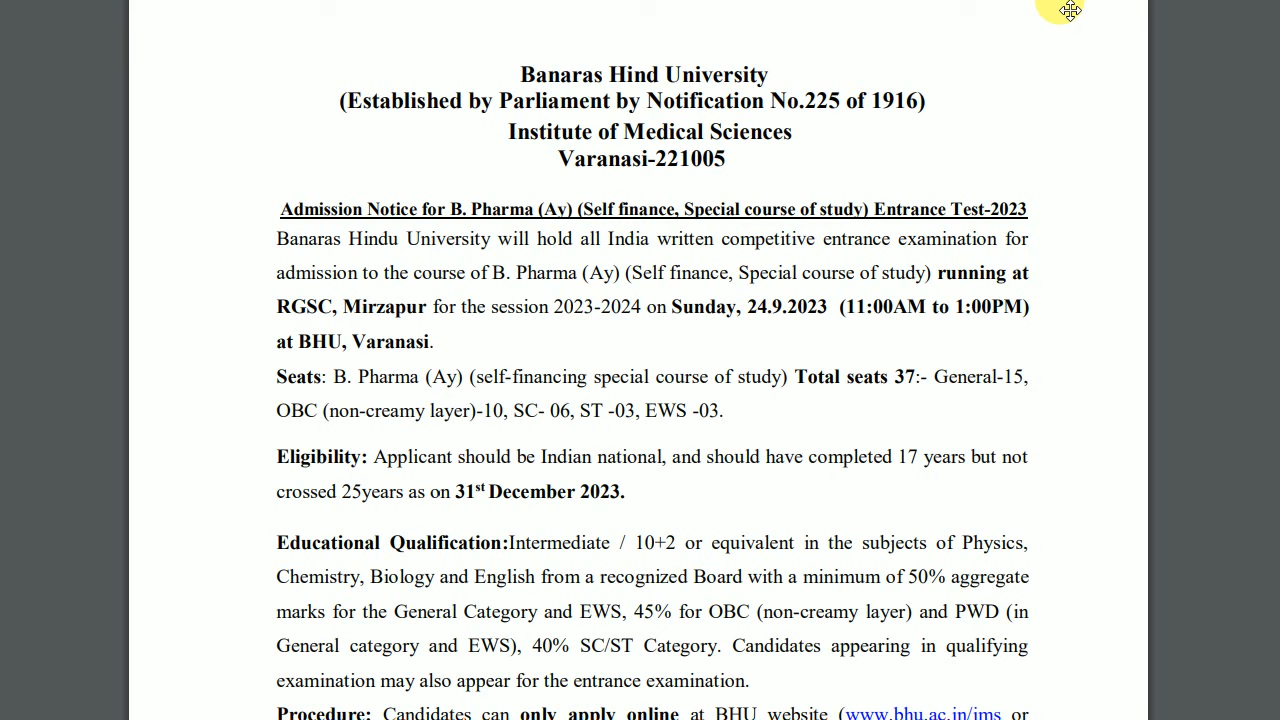 Banaras Hind University
(Established by Parliament by Notification No.225 of 1916)
Institute of Medical Sciences
Varanasi-221005
Admission Notice for B. Pharma (Ay) (Self finance, Special course of study) Entrance Test-2023
Banaras Hindu University will hold all India written competitive entrance examination for
admission to the course of B. Pharma (Ay) (Self finance, Special course of study) running at
RGSC, Mirzapur for the session 2023-2024 on Sunday, 24.9.2023 (11:00AM to 1:00PM)
at BHU, Varanasi.
Seats: B. Pharma (Ay) (self-financing special course of study) Total seats 37:- General-15,
OBC (non-creamy layer)-10, SC- 06, ST -03, EWS -03.
Eligibility: Applicant should be Indian national, and should have completed 17 years but not
crossed 25years as on 31st December 2023.
Educational Qualification:Intermediate / 10+2 or equivalent in the subjects of Physics,
Chemistry, Biology and English from a recognized Board with a minimum of 50% aggregate
marks for the General Category and EWS, 45% for OBC (non-creamy layer) and PWD (in
General category and EWS), 40% SC/ST Category. Candidates appearing in qualifying
examination may also appear for the entrance examination.
Procedure: Candidates can only apply online at BHU website (www.bhu.ac.in/ims or